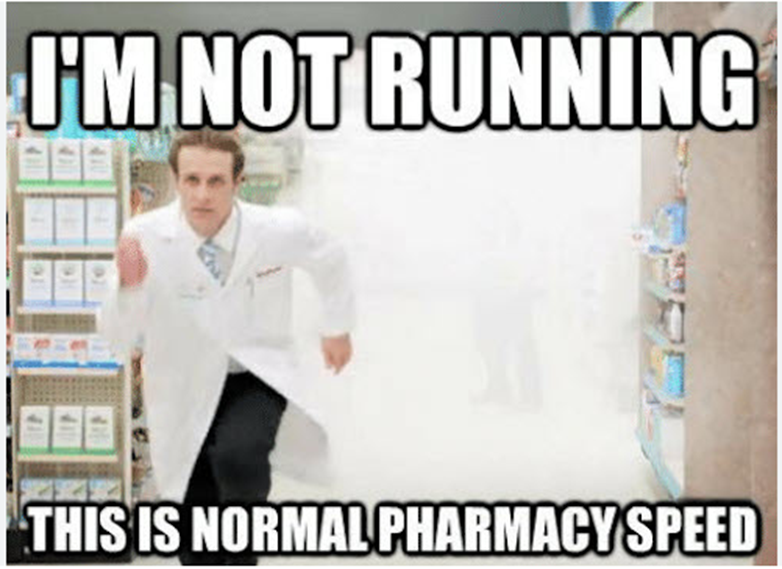 I'M NOT RUNNING
THIS IS NORMAL PHARMACY SPEED